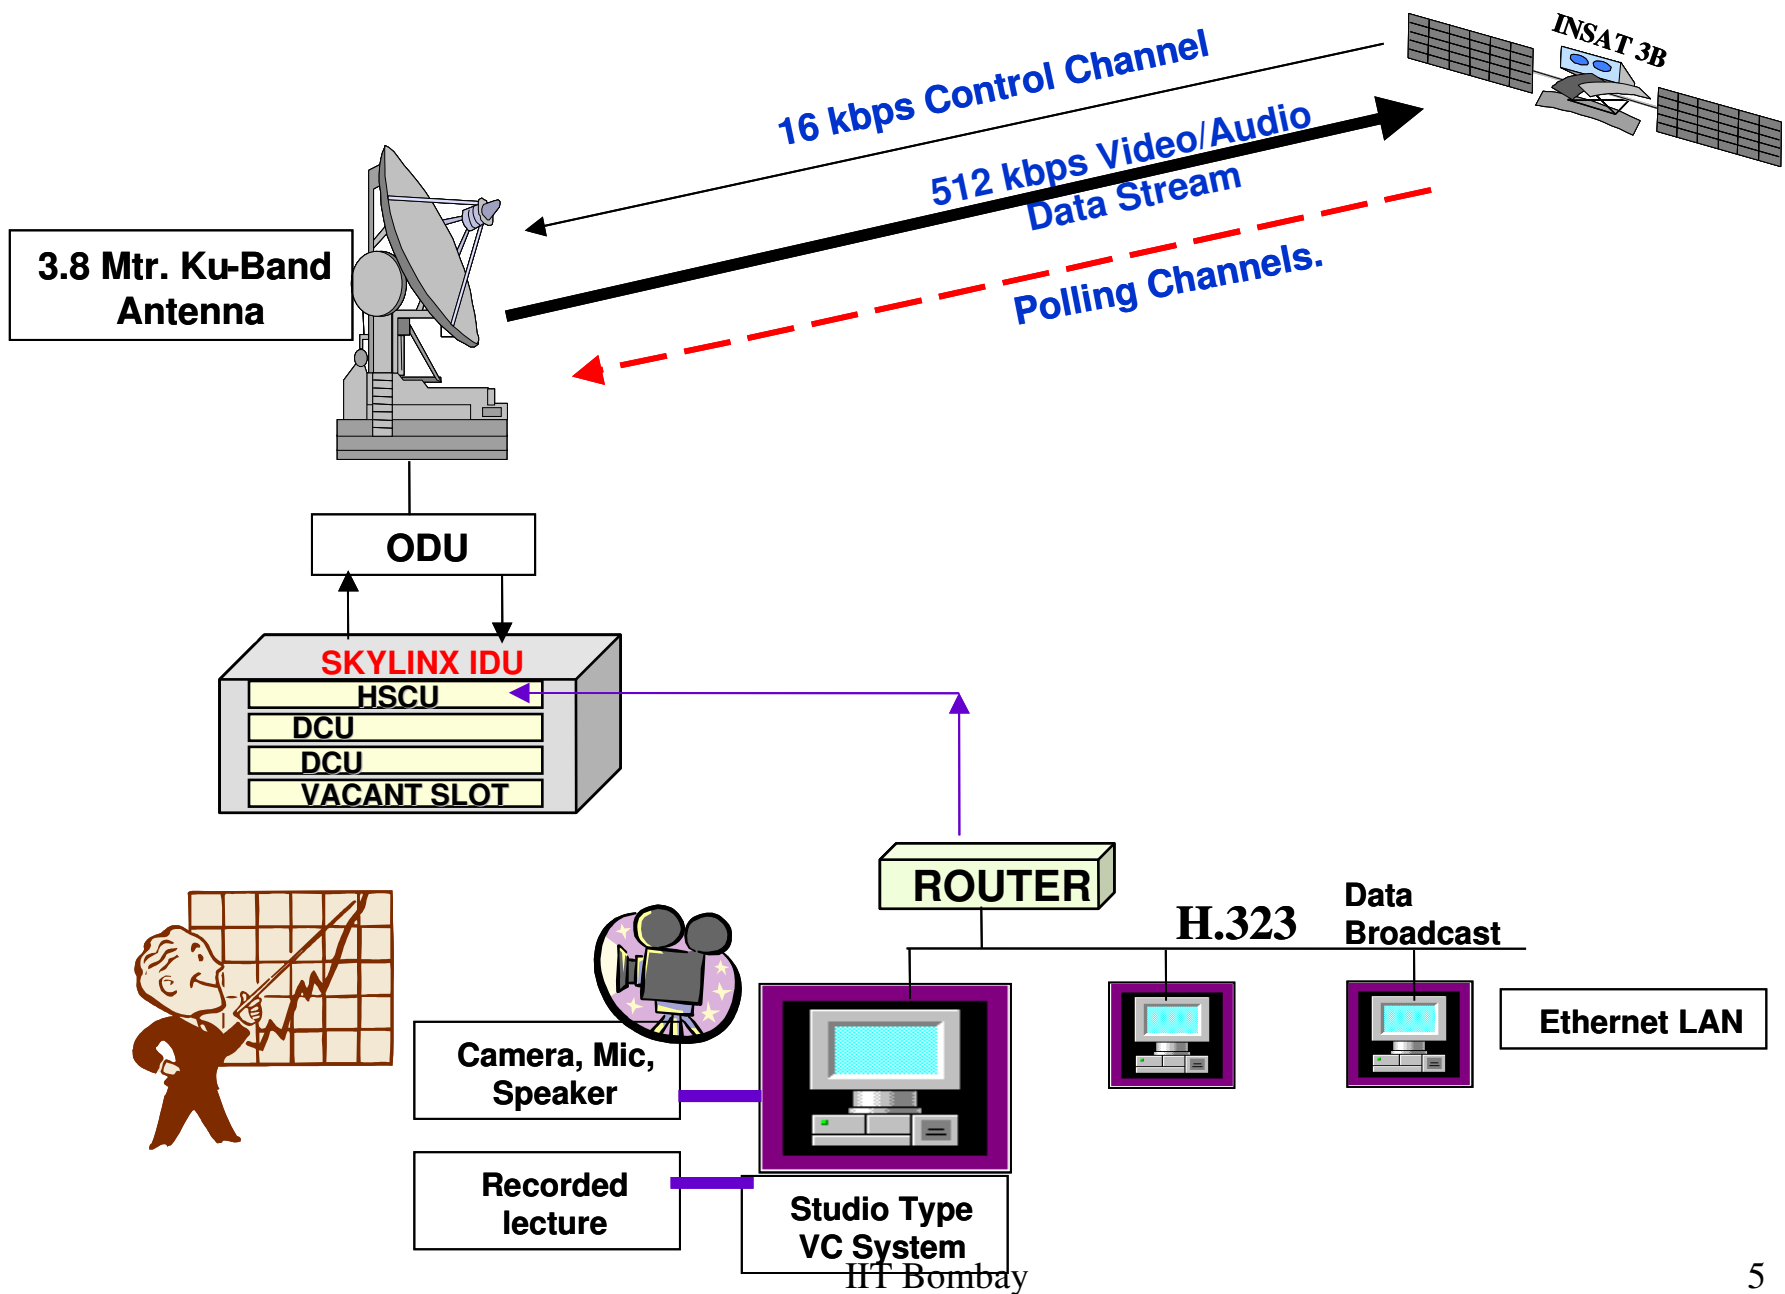 INSAT 3B
16 kbps Control Channel
512 kbps Video/Audio
Data Stream
Polling Channels.
3.8 Mtr. Ku-Band
Antenna
ODU
SKYLINX IDU
HSCU
DCU
DCU
VACANT SLOT
ROUTER
H.323
Data
Broadcast
Ethernet LAN
Camera, Mic,
Speaker
Recorded
lecture
Studio Type
VC System
IIT Bombay
5